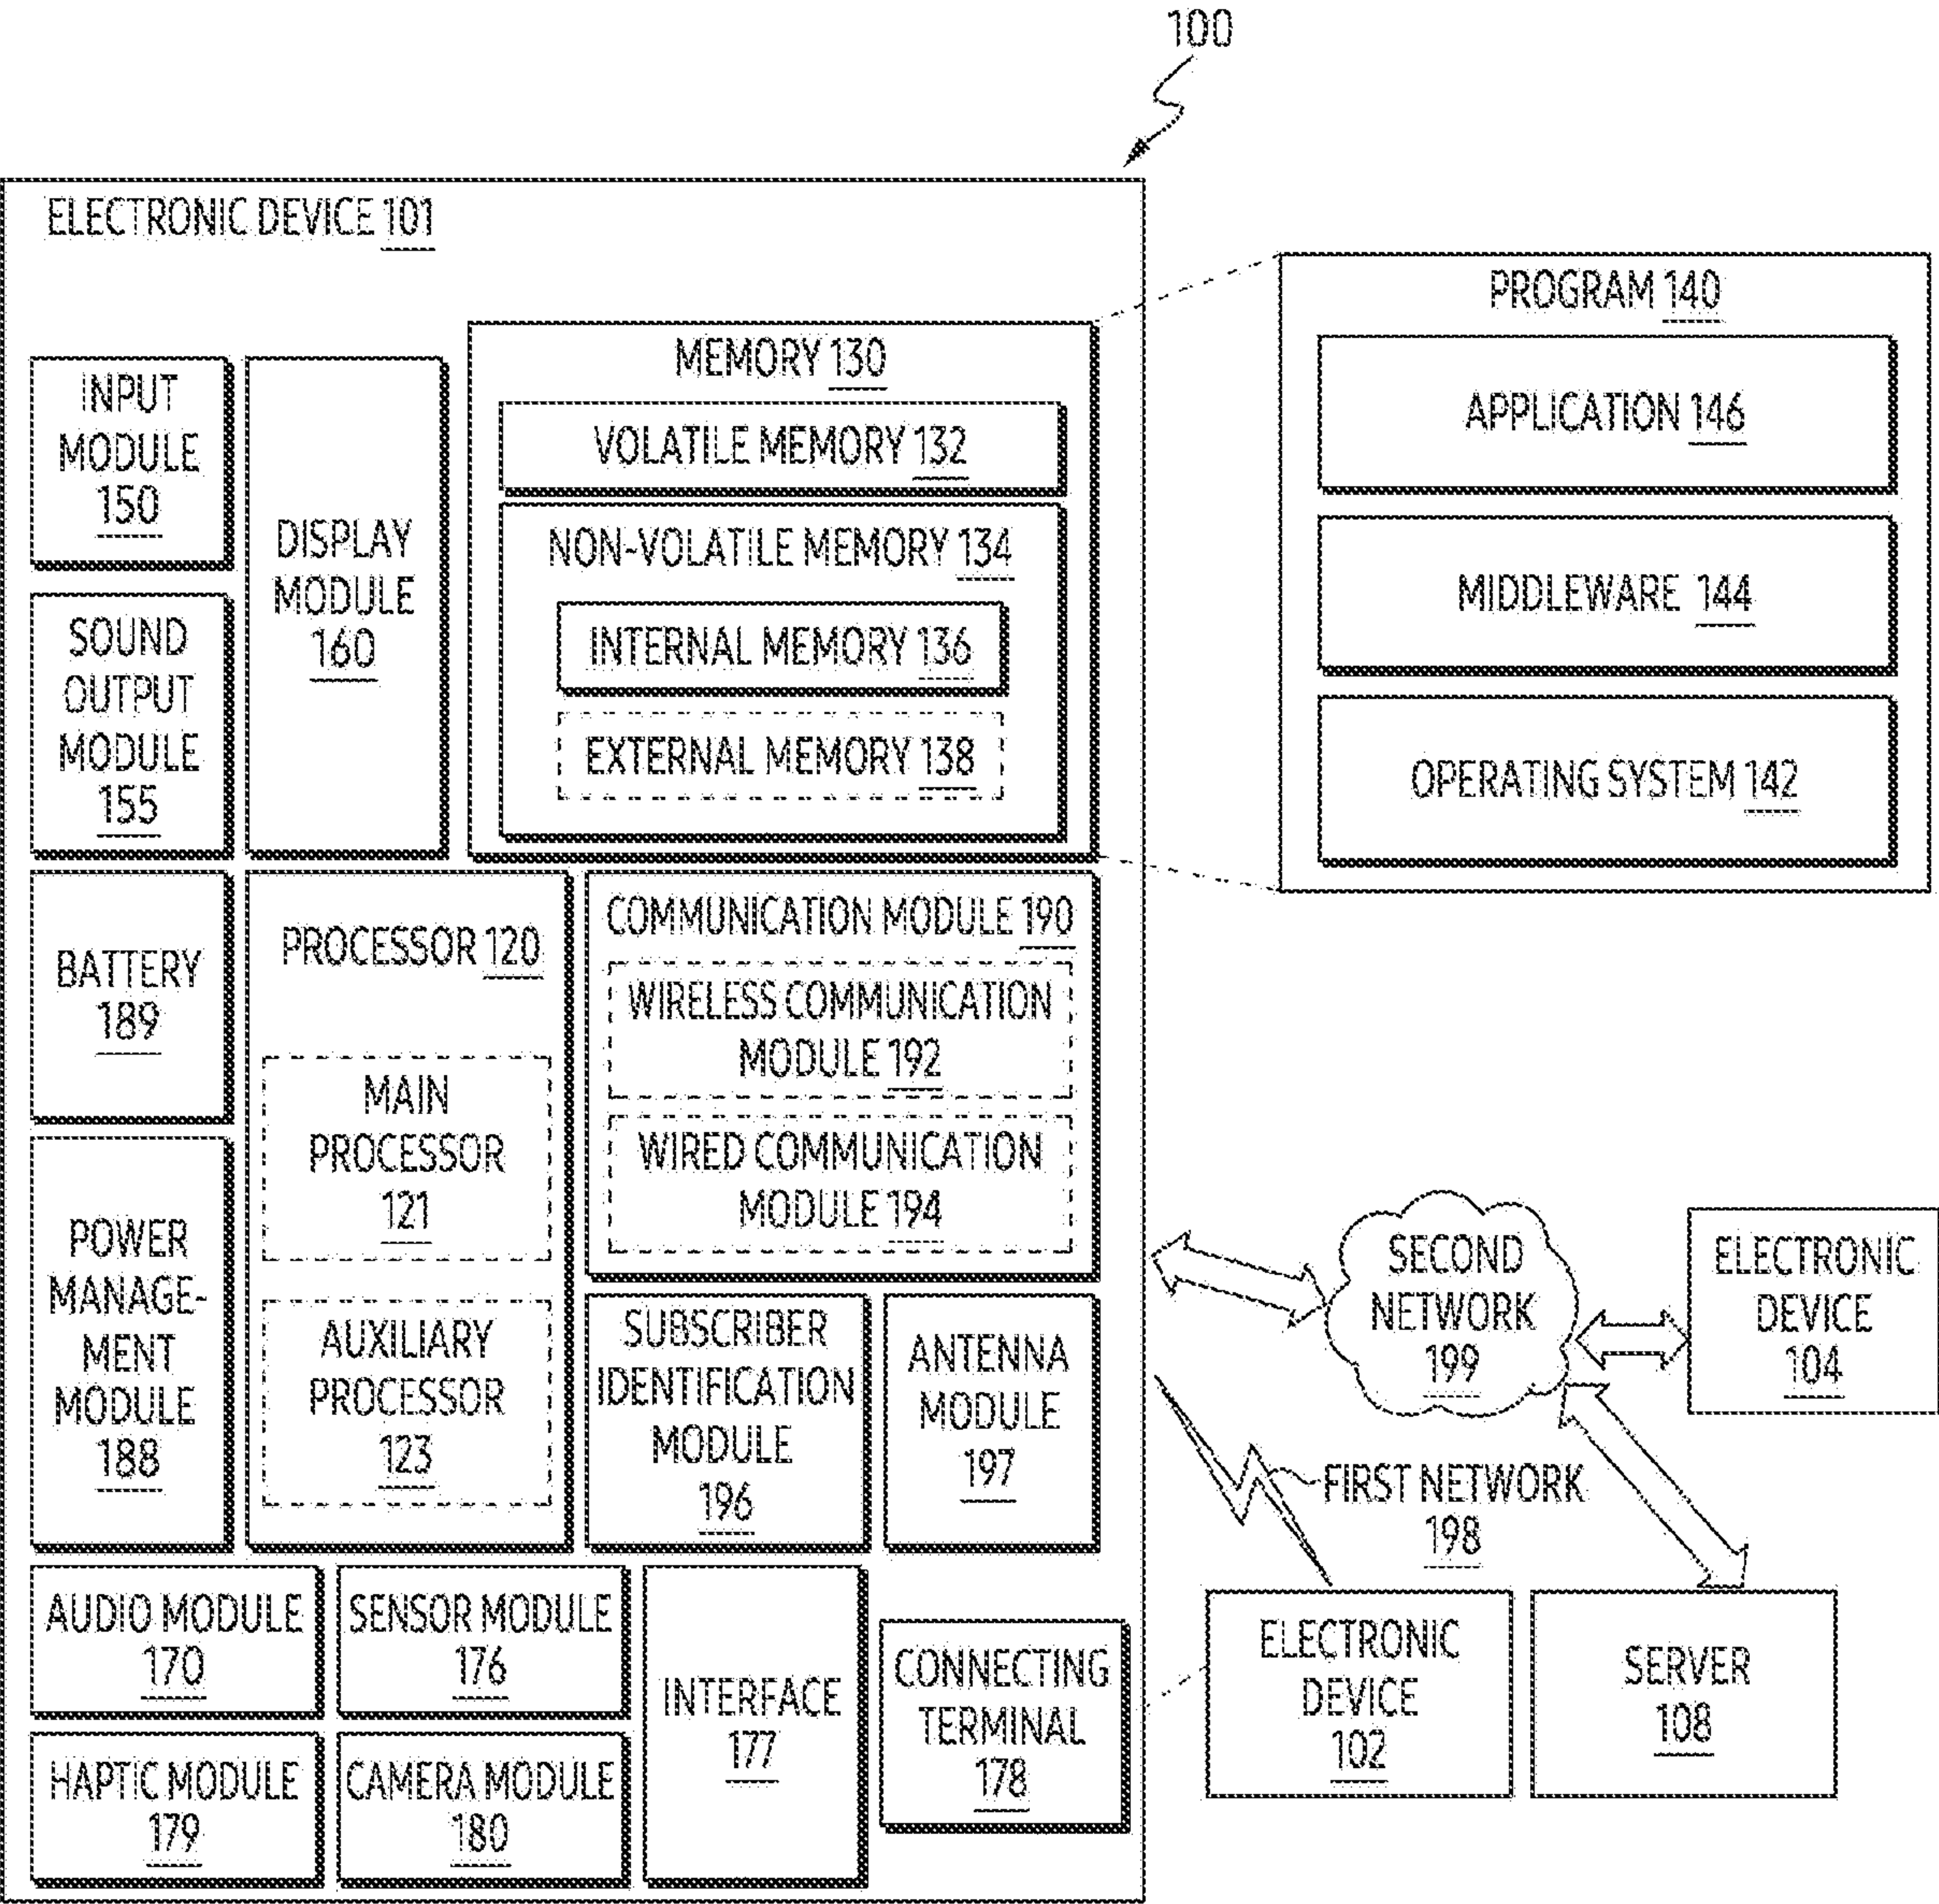 100
ELECTRONIC DEVICE 101
INPUT
MODULE
150
SOUND
OUTPUT
MODULE
155
DISPLAY
MODULE
160
MEMORY 130
VOLATILE MEMORY 132
NON-VOLATILE MEMORY 134
INTERNAL MEMORY 136
EXTERNAL MEMORY 138
PROGRAM 140
APPLICATION 146
MIDDLEWARE 144
OPERATING SYSTEM 142
BATTERY
189
POWER
MANAGE-
MENT
MODULE
188
PROCESSOR 120
MAIN
PROCESSOR
121
AUXILIARY
PROCESSOR
123
COMMUNICATION MODULE 190
WIRELESS COMMUNICATION
MODULE 192
WIRED COMMUNICATION
MODULE 194
SUBSCRIBER
IDENTIFICATION
MODULE
196
ANTENNA
MODULE
197
SECOND
NETWORK
199
ELECTRONIC
DEVICE
104
FIRST NETWORK
198
AUDIO MODULE
170
SENSOR MODULE
176
HAPTIC MODULE
179
CAMERA MODULE
180
INTERFACE
177
CONNECTING
TERMINAL
178
ELECTRONIC
DEVICE
102
SERVER
108